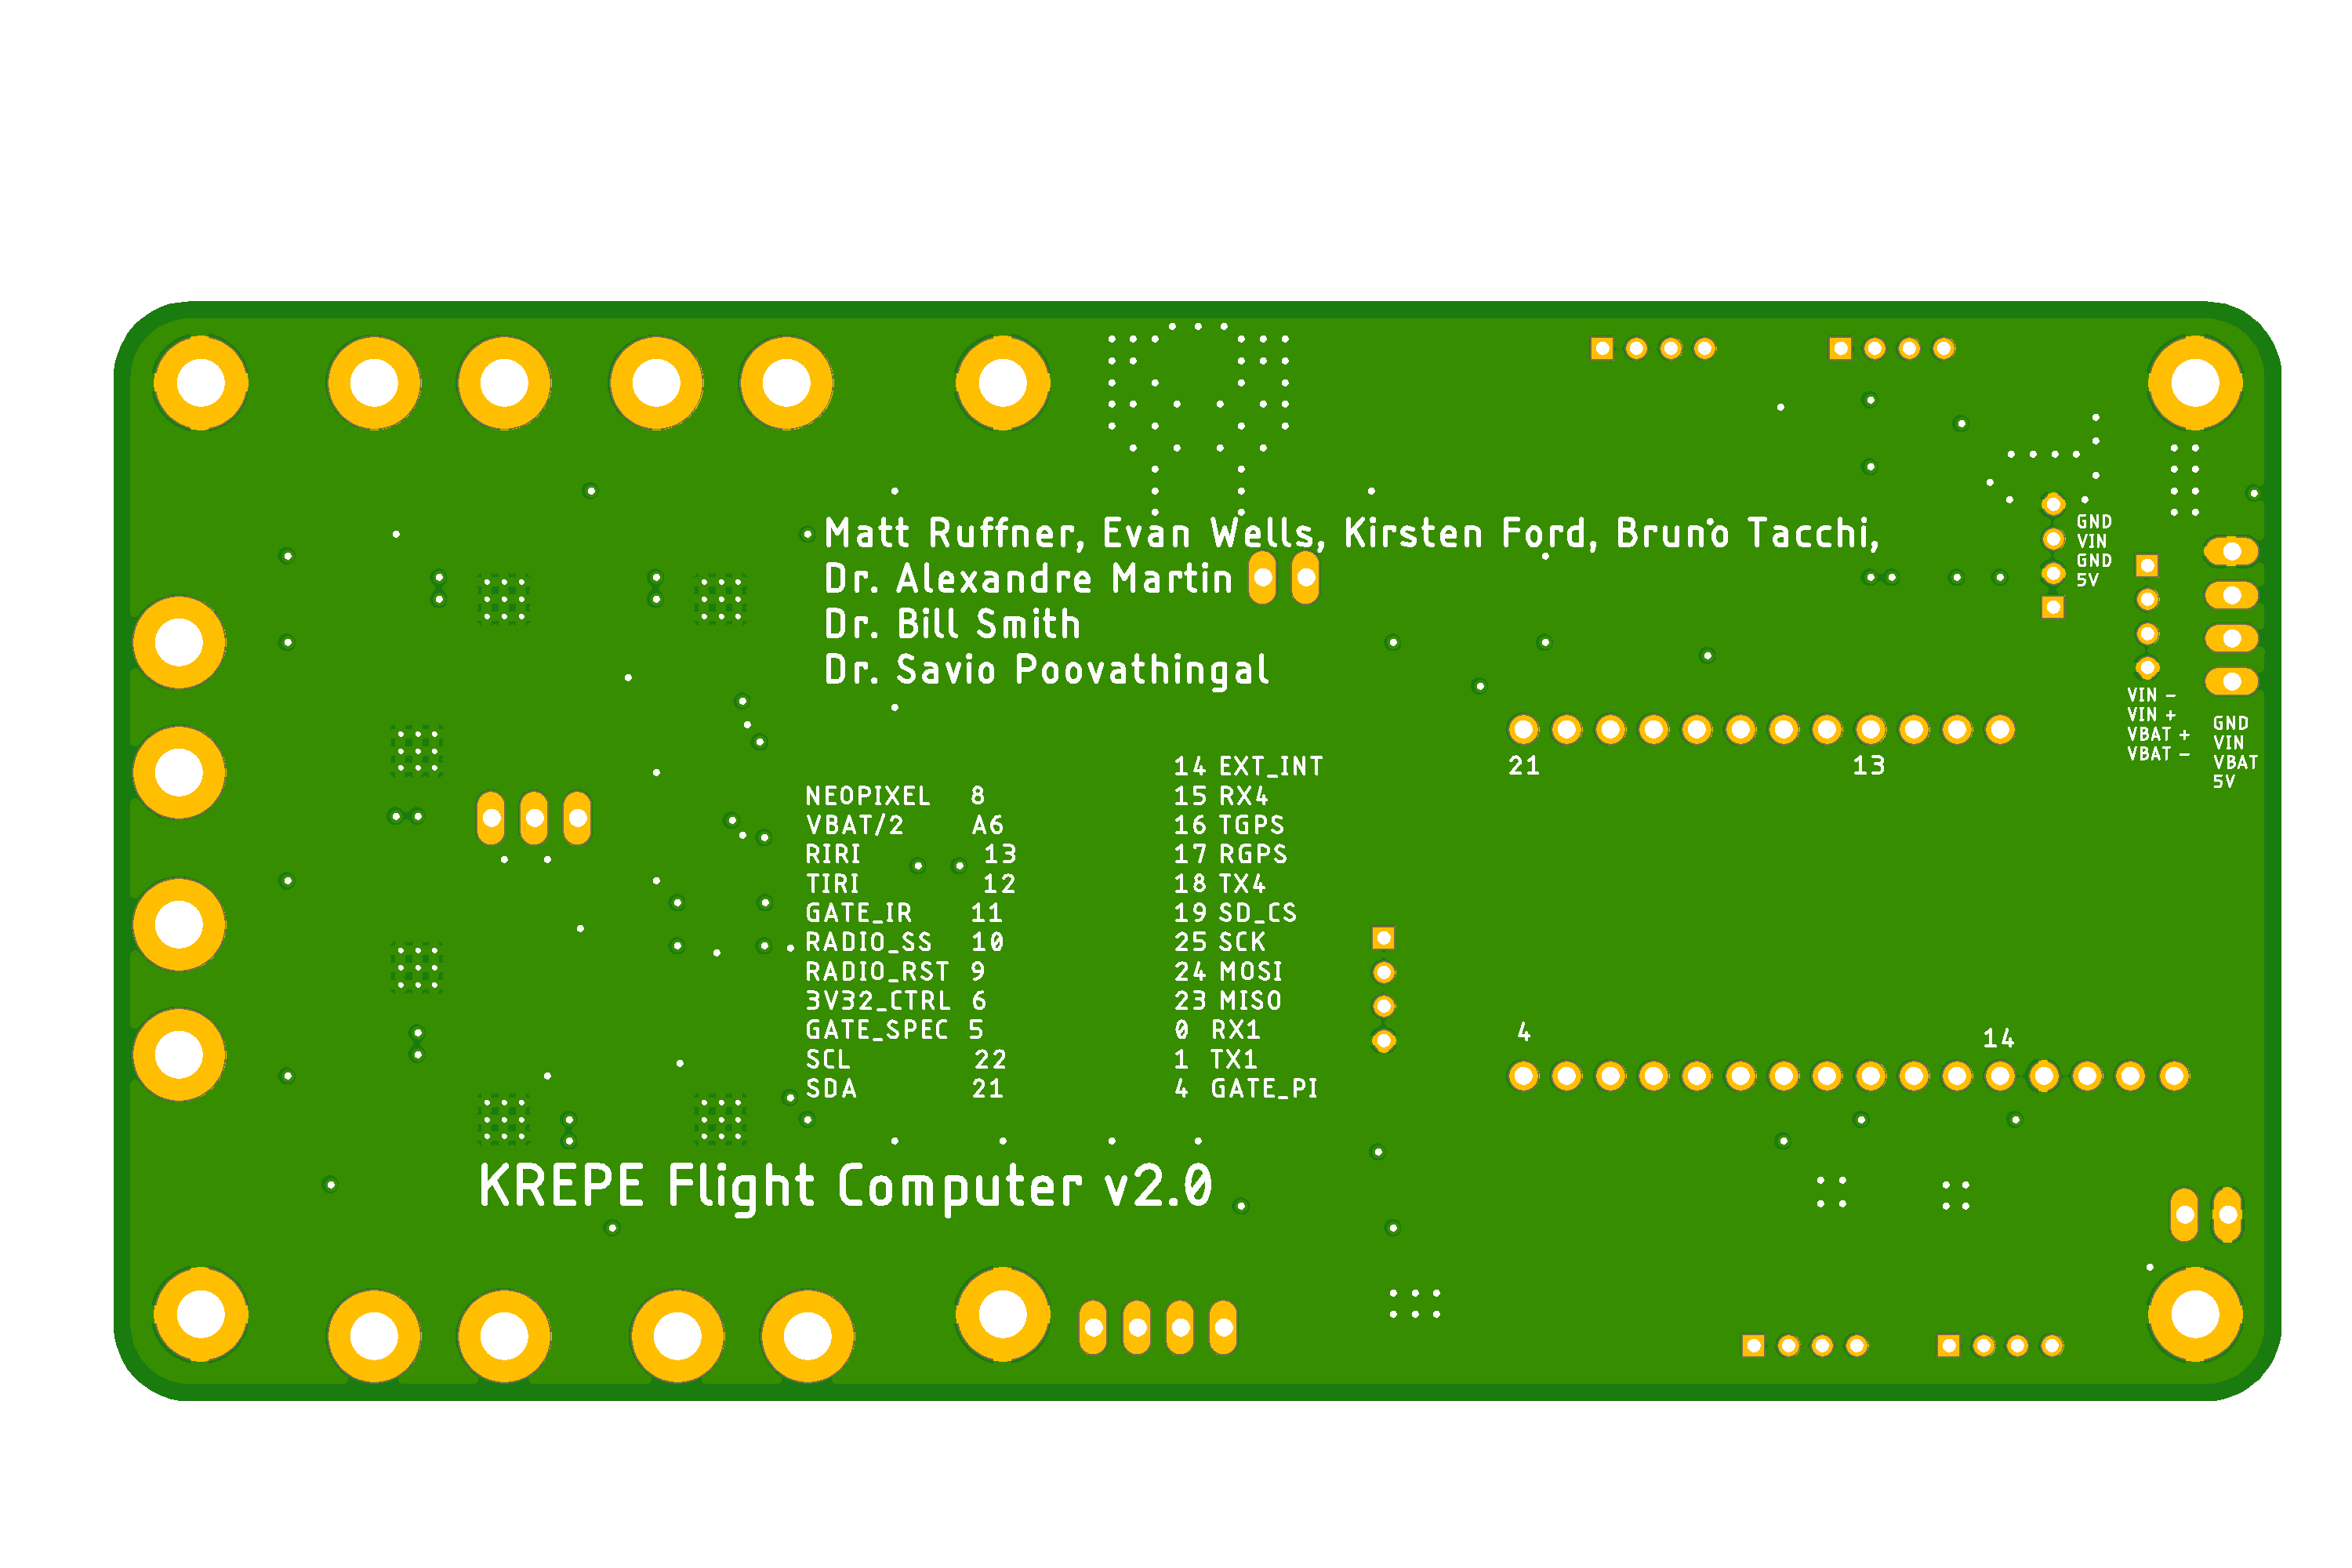 Matt Ruffner, Evan Wells, Kirsten Ford, Bruno Tacchi,
Dr. Alexandre Martin
Dr. Bill Smith
Dr. Savio Poovathingal
GND
VIN
GND
5V
VIN -
VIN +
VBAT +
VBAT -
GND
VIN
VBAT
5V
21 13
NEOPIXEL 8
VBAT/2 A6
RIRI 13
TIRI 12
GATE_IR 11
RADIO_SS 10
RADIO_RST 9
3V32_CTRL 6
GATE_SPEC 5
SCL 22
SDA 21
14 EXT_INT
15 RX4
16 TGPS
17 RGPS
18 TX4
19 SD_CS
25 SCK
24 MOSI
23 MISO
0 RX1
1 TX1
4 GATE_PI
4 14
KREPE Flight Computer v2.0